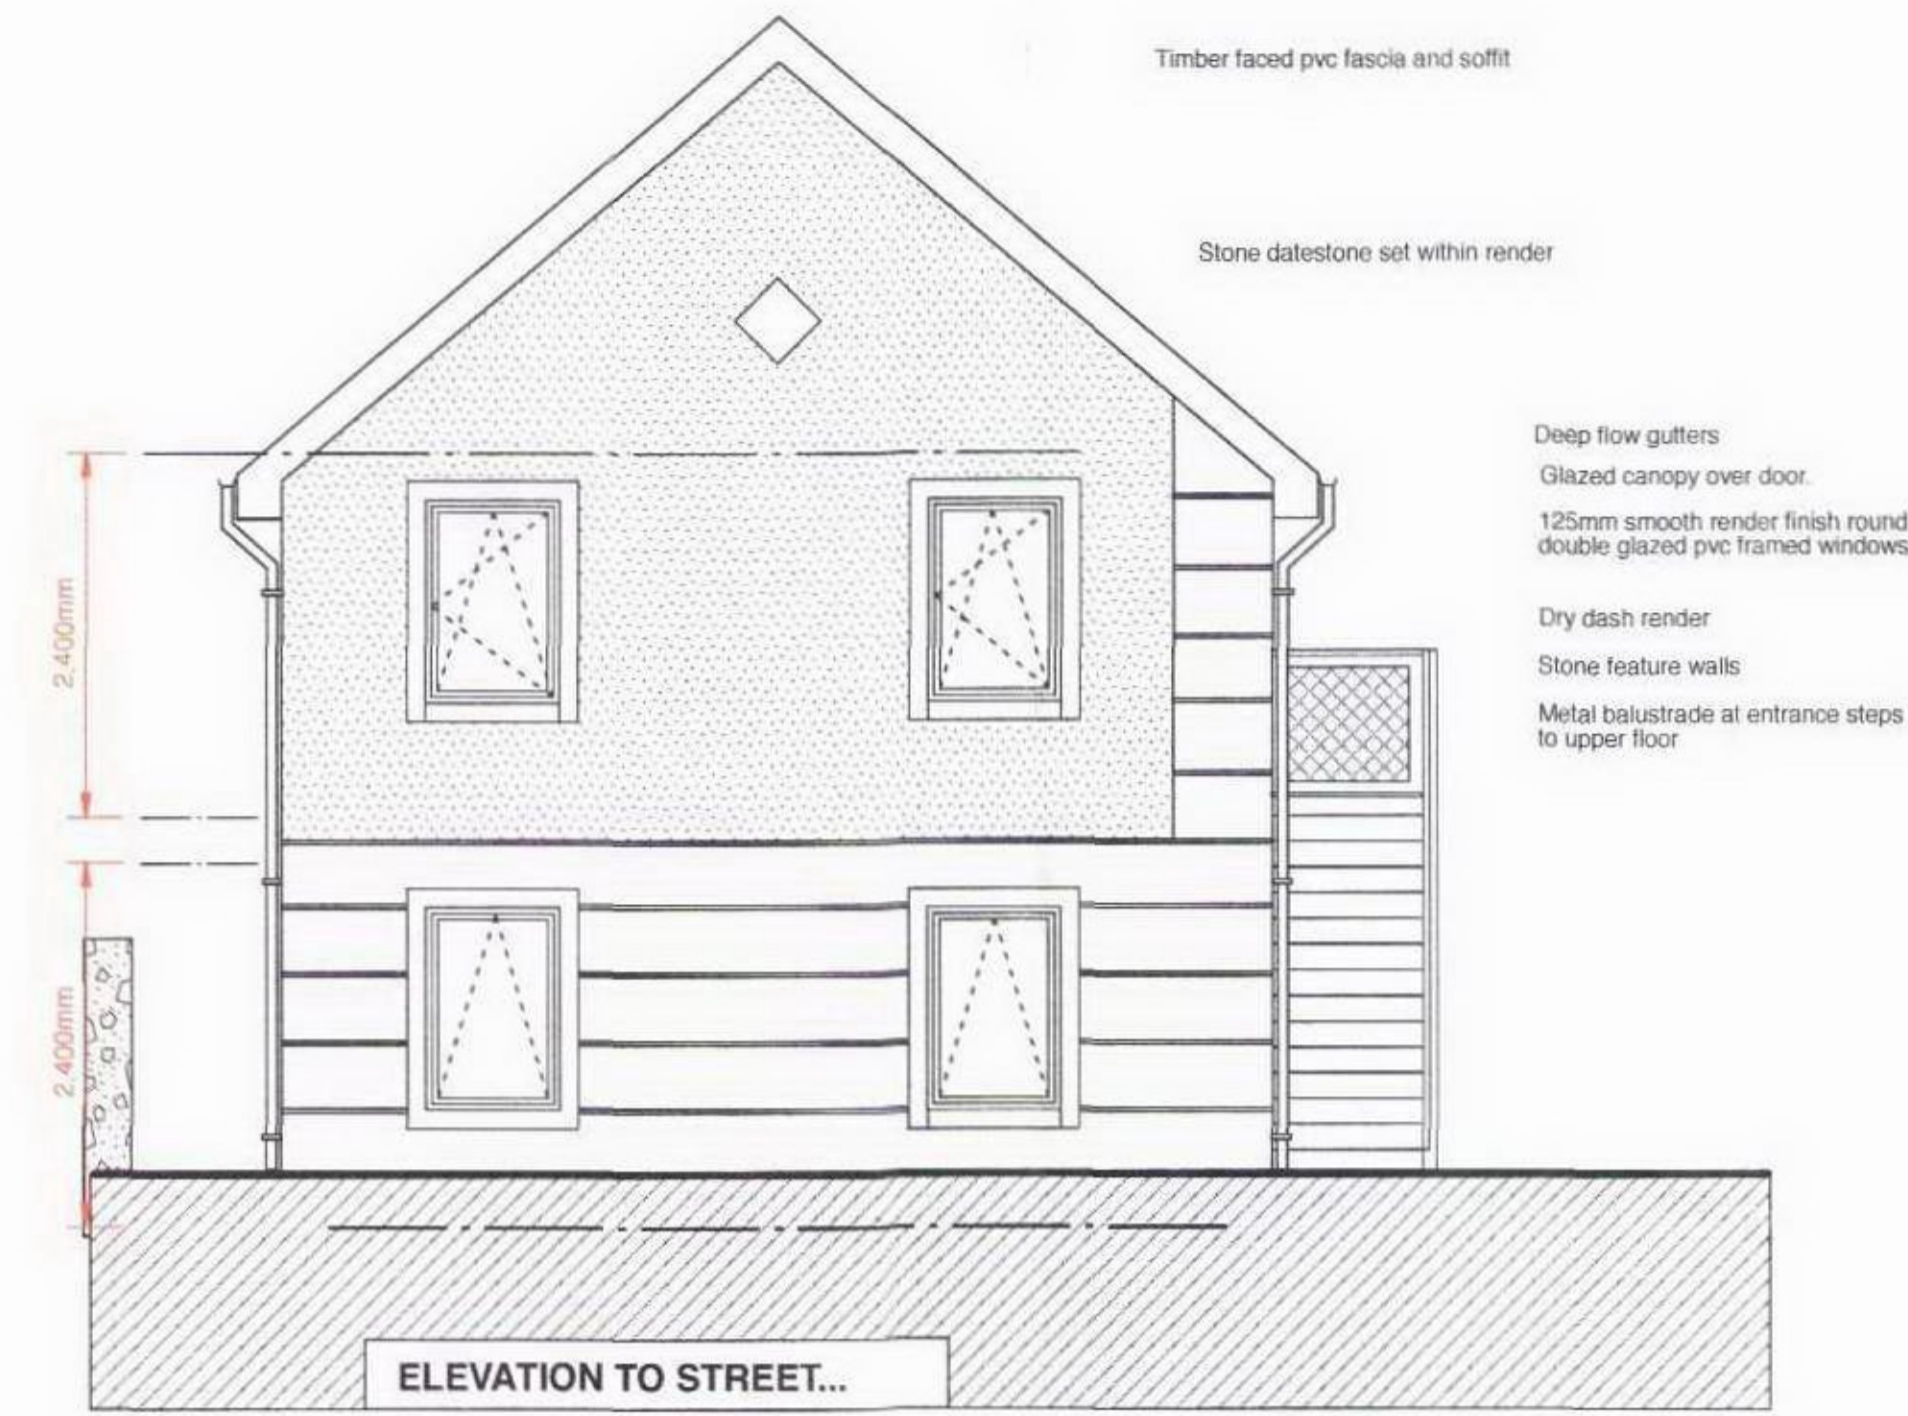 Timber faced pvc fascia and soffit
Stone datestone set within render
Deep flow gutters
Glazed canopy over door.
125mm smooth render finish round
double glazed pvc framed windows
Dry dash render
Stone feature walls
Metal balustrade at entrance steps
to upper floor
2,400mm
2,400mm
ELEVATION TO STREET...